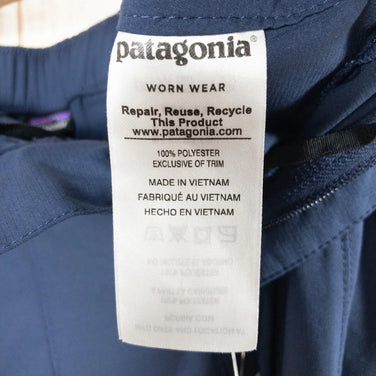 patagonia®
WORN WEAR
Repair, Reuse, Recycle
This Product
www.patagonia.com
100% POLYESTER
EXCLUSIVE OF TRIM
MADE IN VIETNAM
FABRIQUÉ AU VIETNAM
HECHO EN VIETNAM